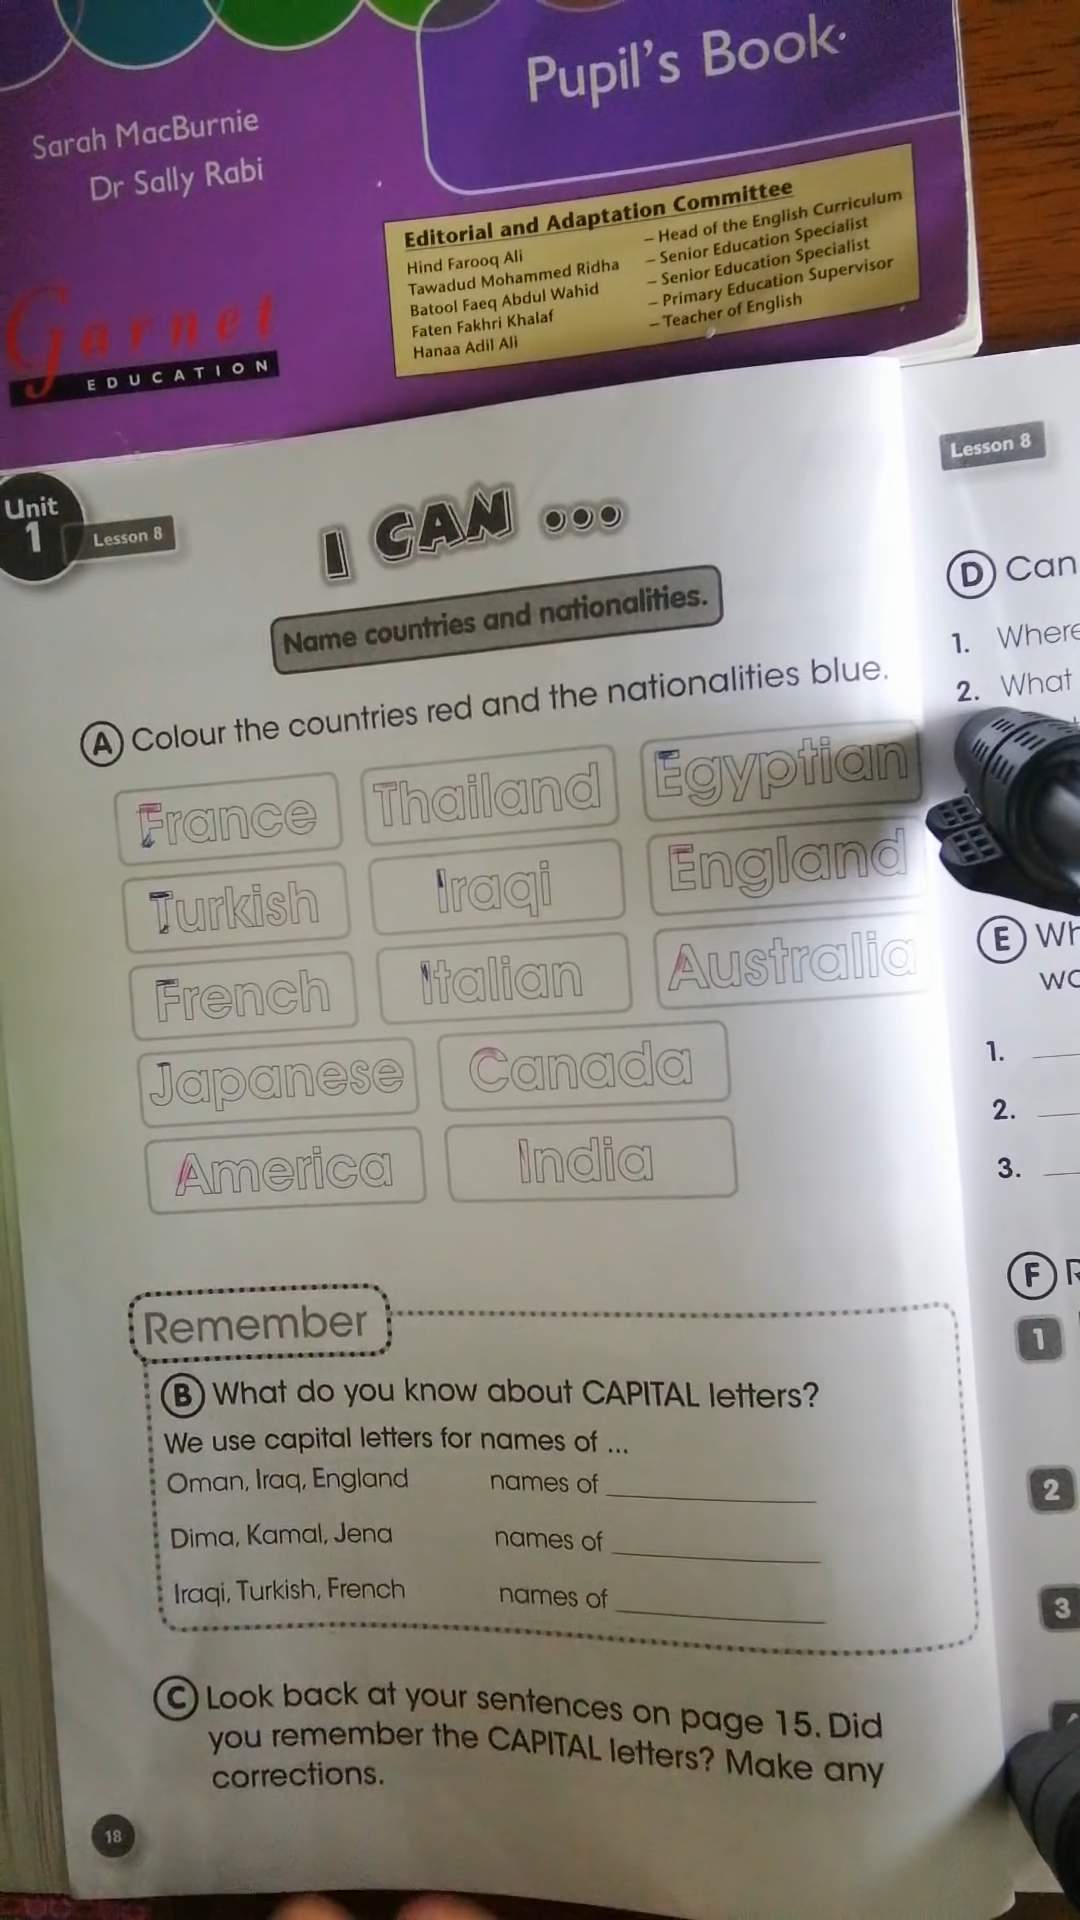 Pupil's Book
Sarah MacBurnie
Dr Sally Rabi
Editorial and Adaptation Committee
Hind Farooq Ali – Head of the English Curriculum
Tawadud Mohammed Ridha – Senior Education Specialist
Batool Faeq Abdul Wahid – Senior Education Specialist
Faten Fakhri Khalaf – Primary Education Supervisor
Hanaa Adil Ali – Teacher of English
Garnet
EDUCATION
Unit
1
Lesson 8
I CAN ...
Name countries and nationalities.
A Colour the countries red and the nationalities blue.
France Thailand Egyptian
Turkish Iraqi England
French Italian Australia
Japanese Canada
America India
Remember
B What do you know about CAPITAL letters?
We use capital letters for names of ...
Oman, Iraq, England names of
Dima, Kamal, Jena names of
Iraqi, Turkish, French names of
C Look back at your sentences on page 15. Did
you remember the CAPITAL letters? Make any
corrections.
18
Lesson 8
D Can
1. Where
2. What
E
1.
2.
3.
F
1
2
3